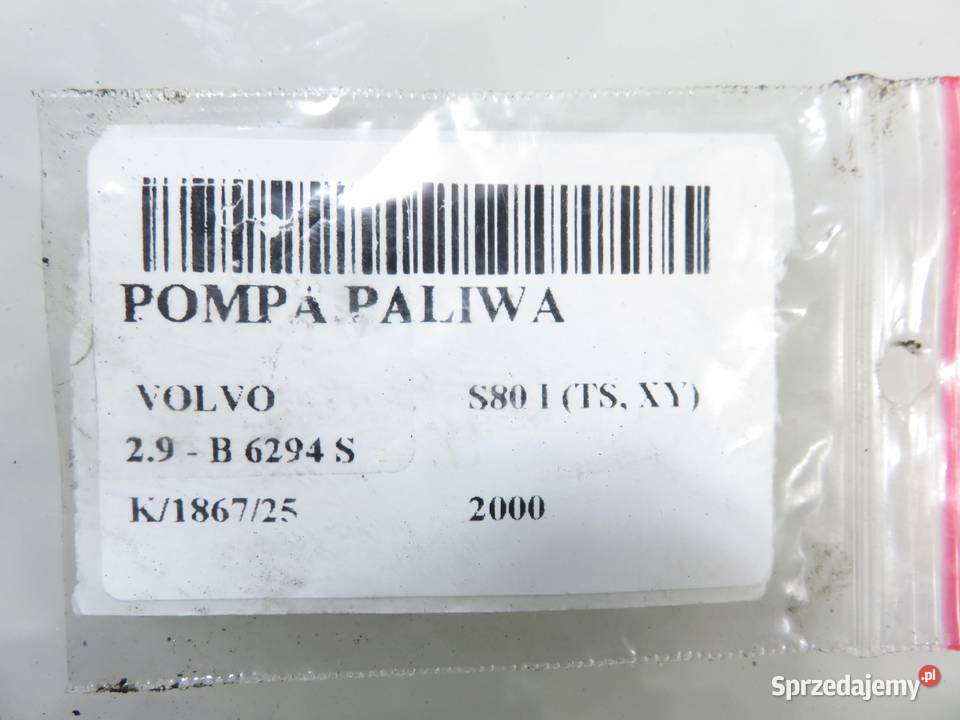 POMPA PALIWA
VOLVO S80 I (TS, XY)
2.9 - B 6294 S
K/1867/25 2000
Sprzedajemy.pl